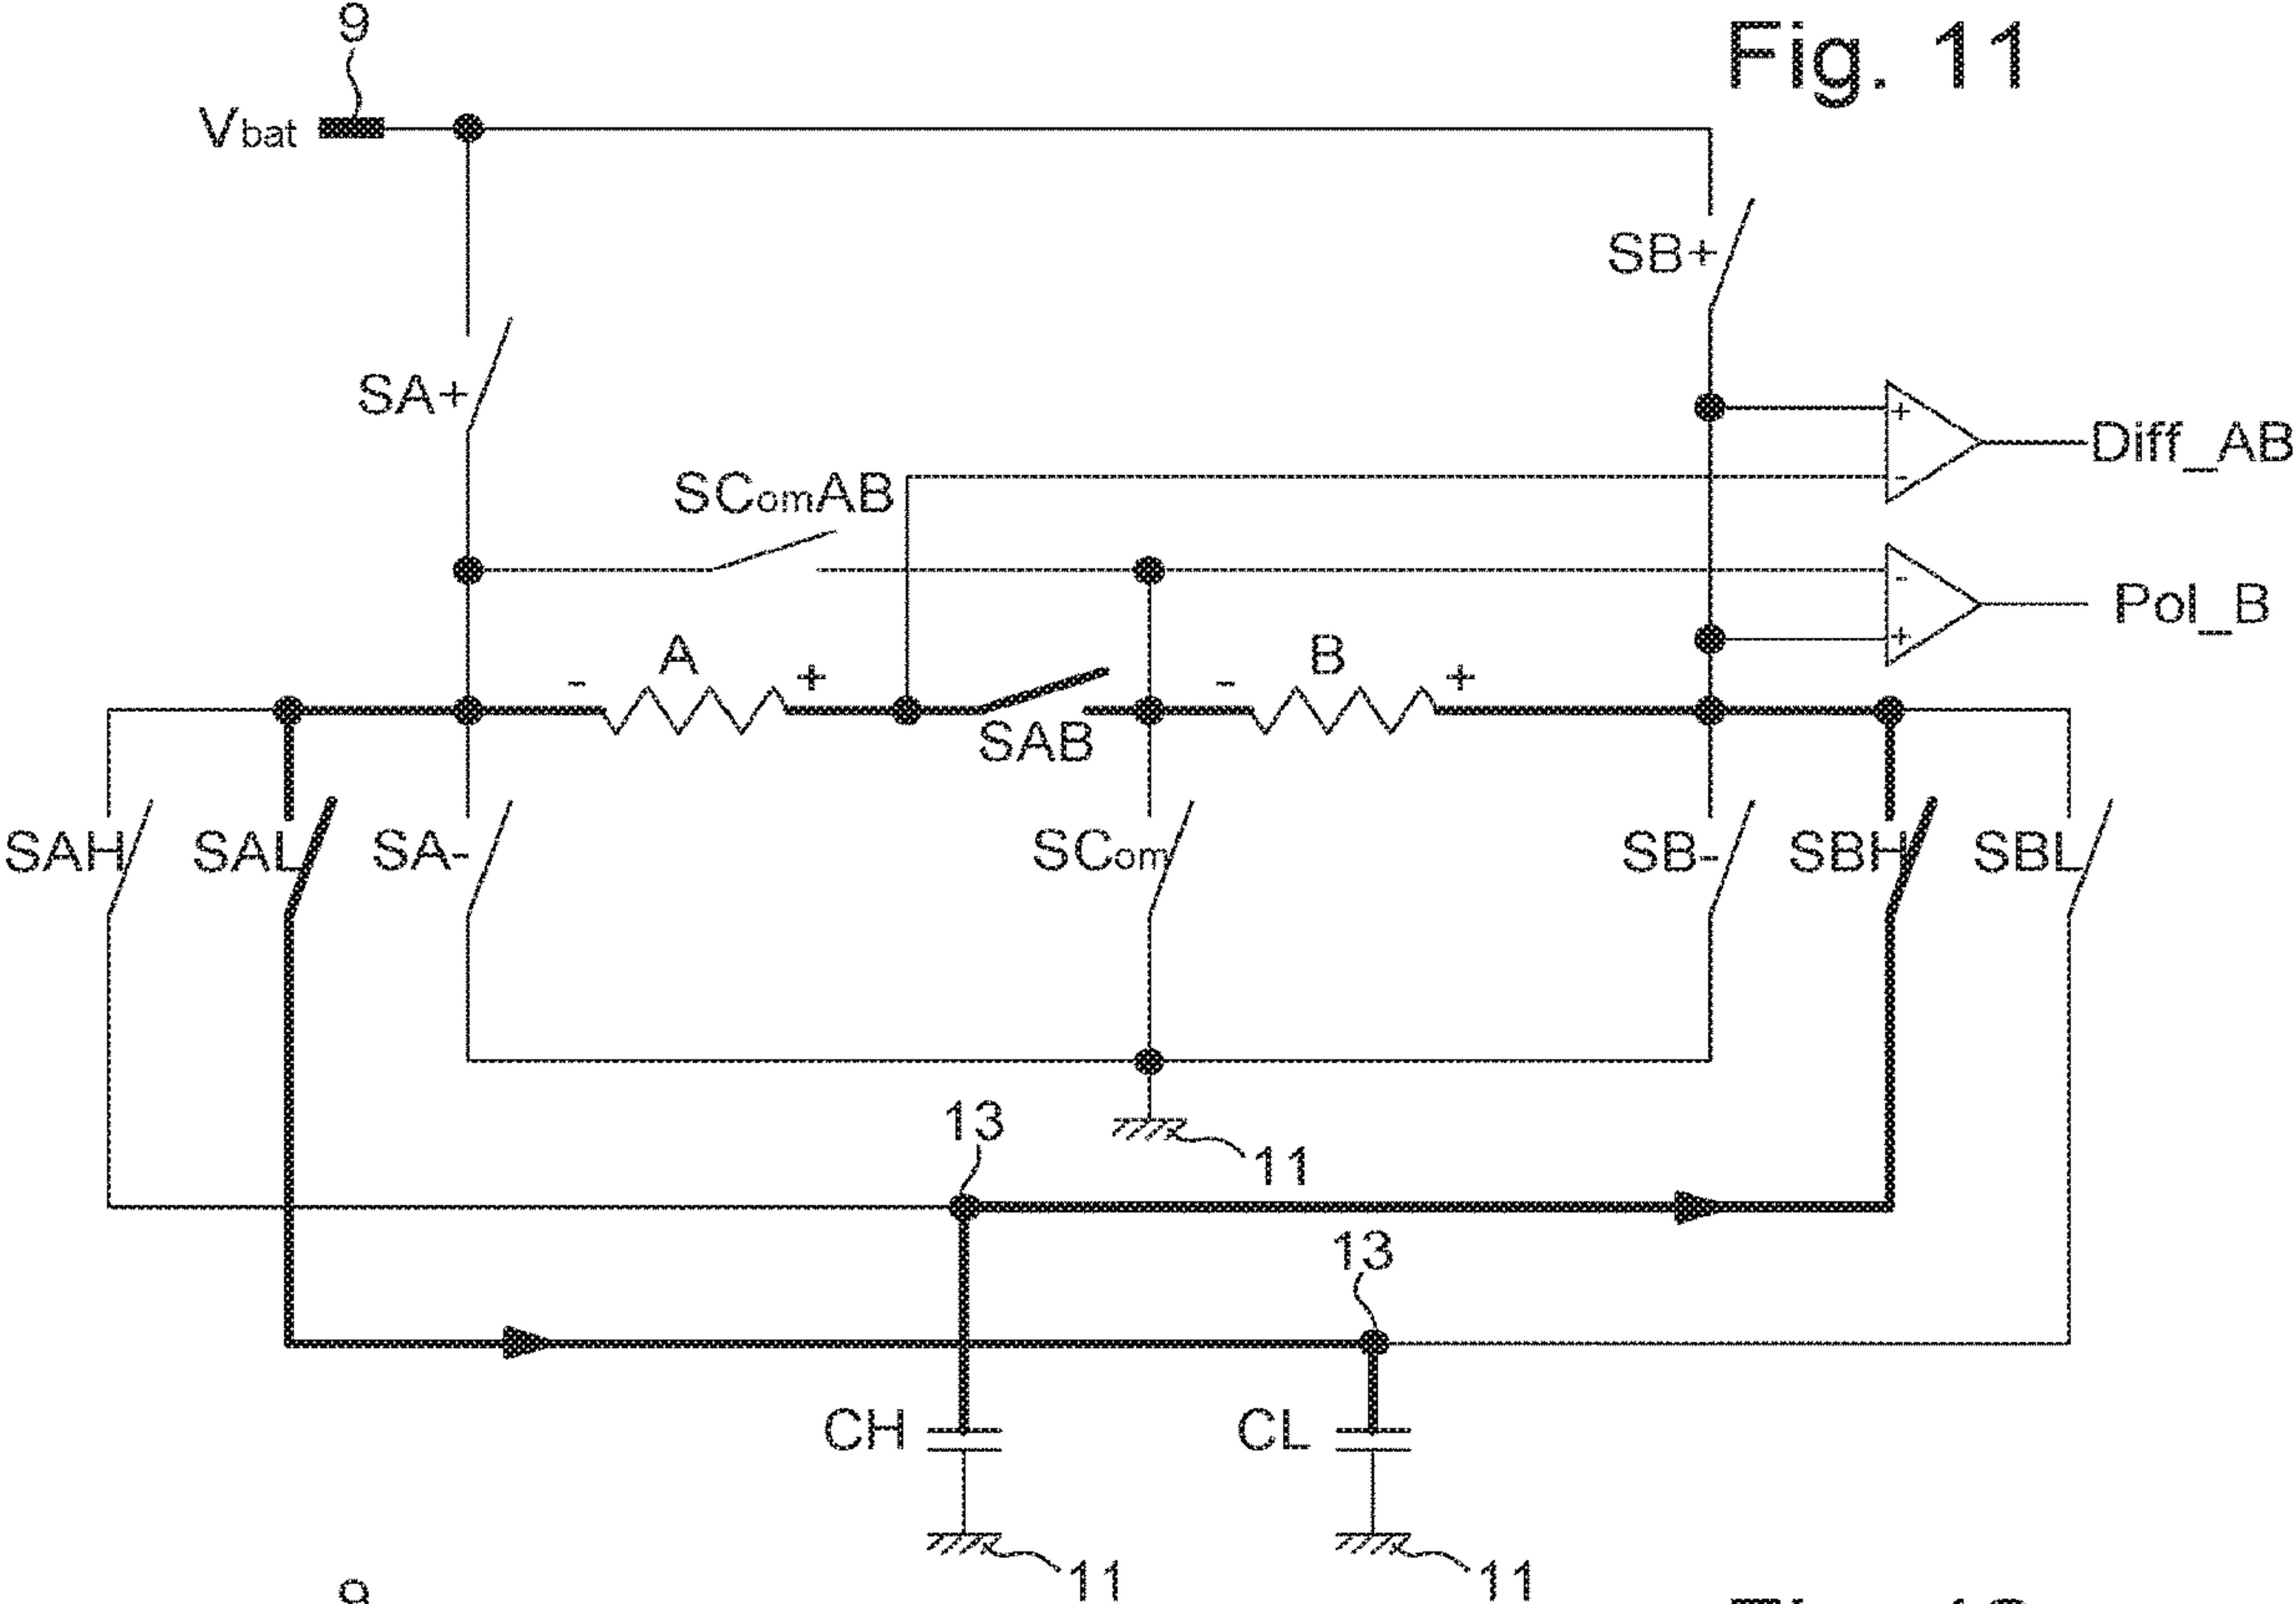 9
Fig. 11
Vbat
SB+
SA+
+
-
Diff_AB
SComAB
-
+
Pol_B
- A +
SAB
- B +
SAH
SAL
SA-
SCom
SB-
SBH
SBL
13
11
13
CH
CL
11
11
9